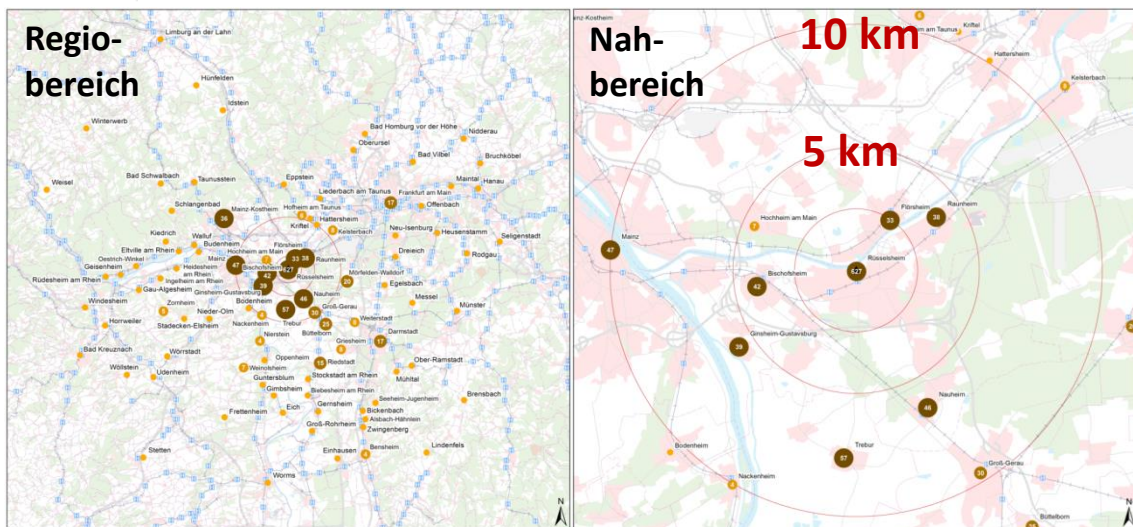 Regio-
bereich
Limburg an der Lahn
Hünfelden
Idstein
Winterwerb
Bad Homburg vor der Höhe
Nidderau
Oberursel
Bad Vilbel
Bruchköbel
Weisel
Bad Schwalbach
Taunusstein
Eppstein
Maintal
Hanau
Schlangenbad
Liederbach am Taunus
Frankfurt am Main
17
Offenbach
Mainz-Kostheim
36
Hofheim am Taunus
6
Hattersheim
Kriftel
8
Kelsterbach
Neu-Isenburg
Heusenstamm
Seligenstadt
Kiedrich
Walluf
Eltville am Rhein
Budenheim
Hochheim am Main
7
Flörsheim
33
38
Raunheim
Dreieich
Rodgau
Oestrich-Winkel
Geisenheim
Mainz
47
Bischofsheim
42
627
Rüsselsheim
Mörfelden-Walldorf
20
Egelsbach
Rüdesheim am Rhein
Heidesheim
am Rhein
Ingelheim am Rhein
Ginsheim-Gustavsburg
39
Gau-Algesheim
Bodenheim
Nauheim
46
Messel
Münster
Windesheim
Zornheim
Nieder-Olm
Stadecken-Elsheim
Nackenheim
4
57
Trebur
30
Groß-Gerau
25
Büttelborn
Weiterstadt
Horrweiler
Nierstein
4
Griesheim
Darmstadt
17
Bad Kreuznach
Wörrstadt
Oppenheim
15
Riedstadt
Ober-Ramstadt
Wöllstein
Udenheim
7
Weinolsheim
Guntersblum
Stockstadt am Rhein
Mühltal
Gimbsheim
Biebesheim am Rhein
Seeheim-Jugenheim
Brensbach
Frettenheim
Eich
Gernsheim
Bickenbach
Alsbach-Hähnlein
Groß-Rohrheim
Zwingenberg
Stetten
Einhausen
Bensheim
4
Lindenfels
Worms
N
Nah-
bereich
10 km
5 km
nz-Kostheim
6
Kriftel
im am Taunus
Hattersheim
8
Kelsterbach
Hochheim am Main
7
Flörsheim
33
Raunheim
38
Mainz
47
Rüsselsheim
627
Bischofsheim
42
Ginsheim-Gustavsburg
39
Nauheim
46
Trebur
57
Bodenheim
Nackenheim
4
Groß-Gerau
30
Büttelborn
25
N